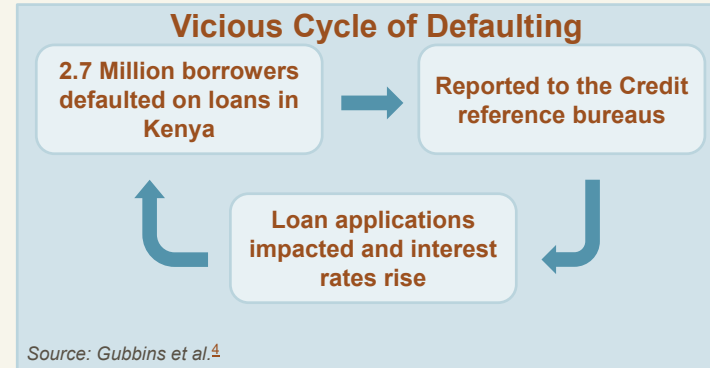 Vicious Cycle of Defaulting
2.7 Million borrowers
defaulted on loans in
Kenya
Reported to the Credit
reference bureaus
Loan applications
impacted and interest
rates rise
Source: Gubbins et al.4